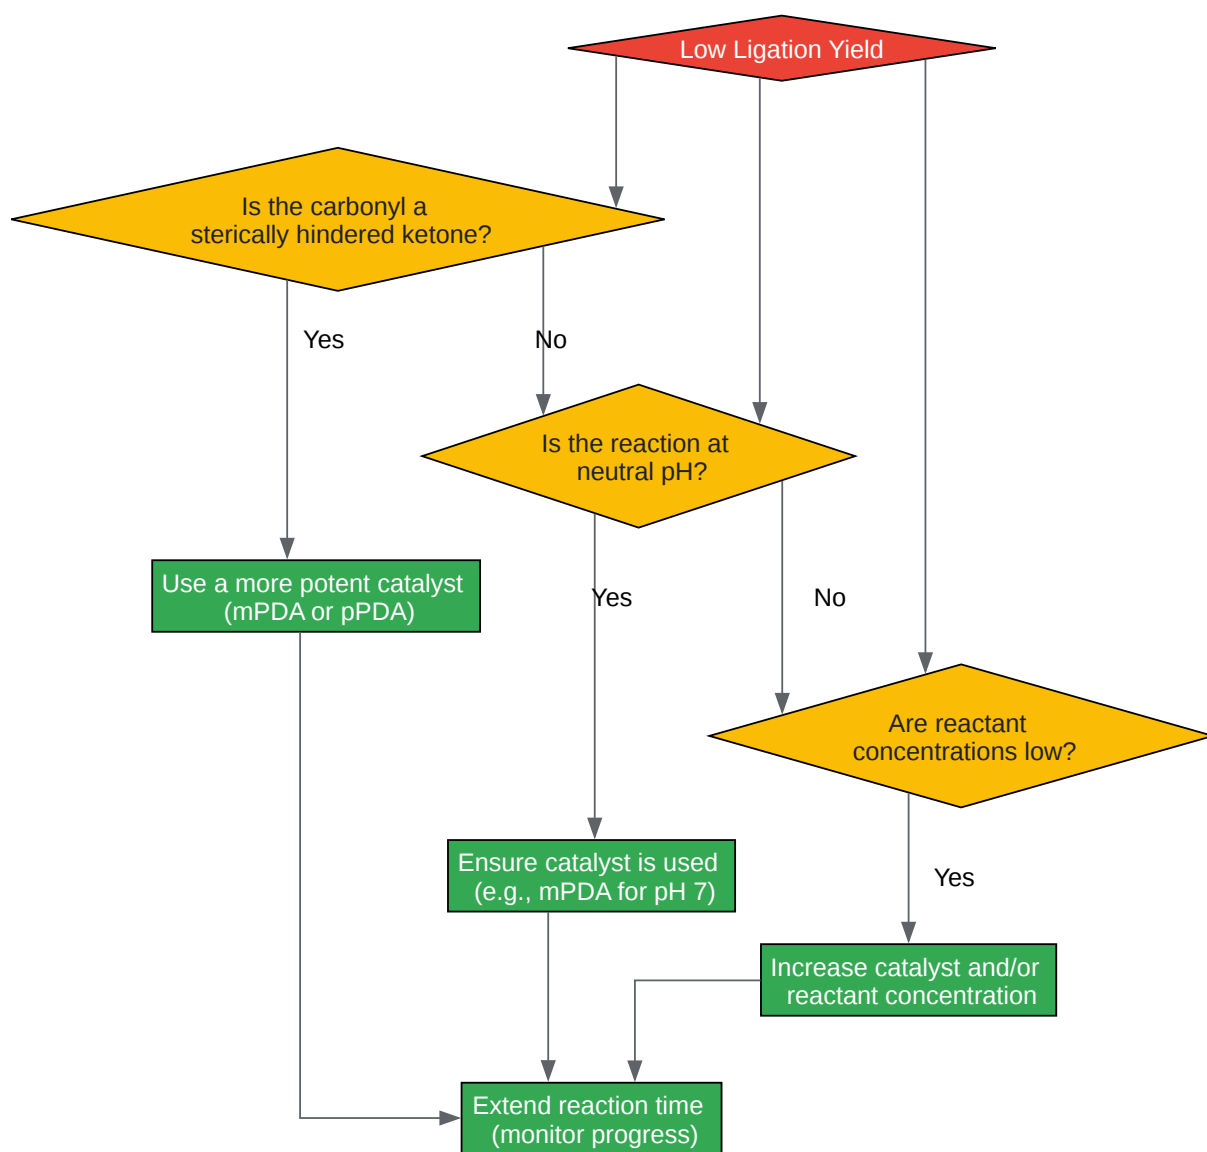 Low Ligation Yield
Is the carbonyl a
sterically hindered ketone?
Yes
No
Is the reaction at
neutral pH?
Use a more potent catalyst
(mPDA or pPDA)
Yes
No
Are reactant
concentrations low?
Ensure catalyst is used
(e.g., mPDA for pH 7)
Yes
Increase catalyst and/or
reactant concentration
Extend reaction time
(monitor progress)